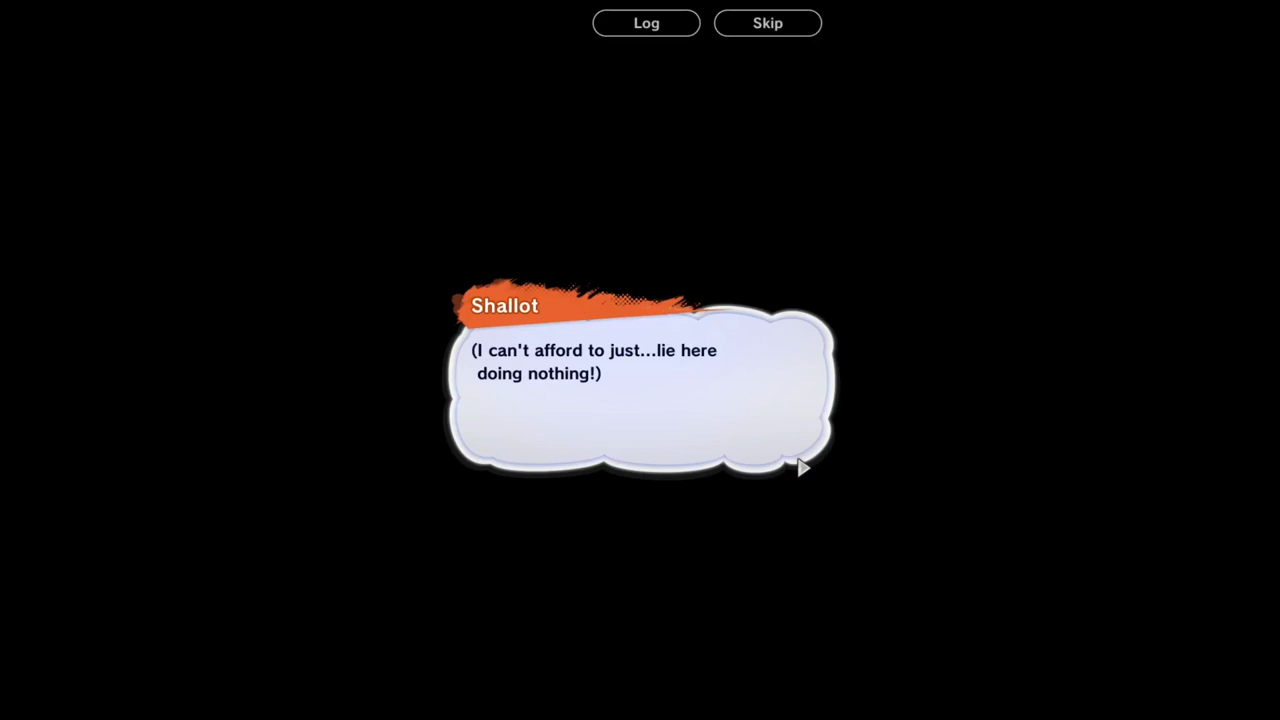 Log
Skip
Shallot
(I can't afford to just...lie here
doing nothing!)